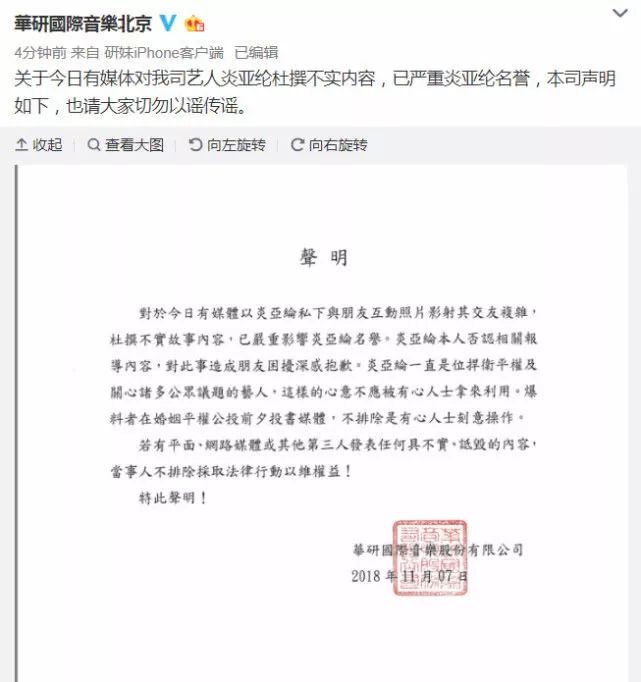 華研國際音樂北京
4分钟前 来自 研妹iPhone客户端 已编辑
关于今日有媒体对我司艺人炎亚纶杜撰不实内容，已严重炎亚纶名誉，本司声明
如下，也请大家切勿以谣传谣。
收起 查看大图 向左旋转 向右旋转
聲 明
對於今日有媒體以炎亞綸私下與朋友互動照片影射其交友複雜，
杜撰不實故事內容，已嚴重影響炎亞綸名譽。炎亞綸本人否認相關報
導內容，對此事造成朋友困擾深感抱歉。炎亞綸一直是位捍衛平權及
關心諸多公眾議題的藝人，這樣的心意不應被有心人士拿來利用。爆
料者在婚姻平權公投前夕投書媒體，不排除是有心人士刻意操作。
若有平面、網路媒體或其他第三人發表任何具不實、詆毀的內容，
當事人不排除採取法律行動以維權益！
特此聲明！
華研國際音樂股份有限公司
2018 年 11 月 07 日